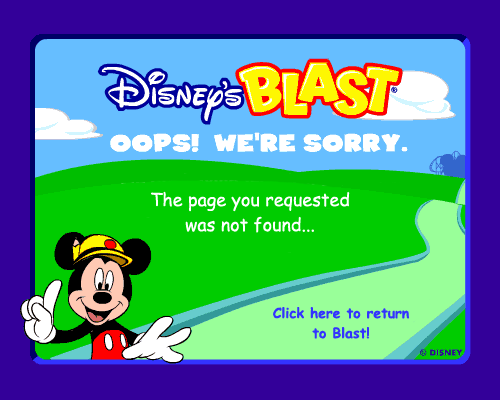 Disney's BLAST®
OOPS! WE'RE SORRY.
The page you requested
was not found...
Click here to return
to Blast!
© DISNEY